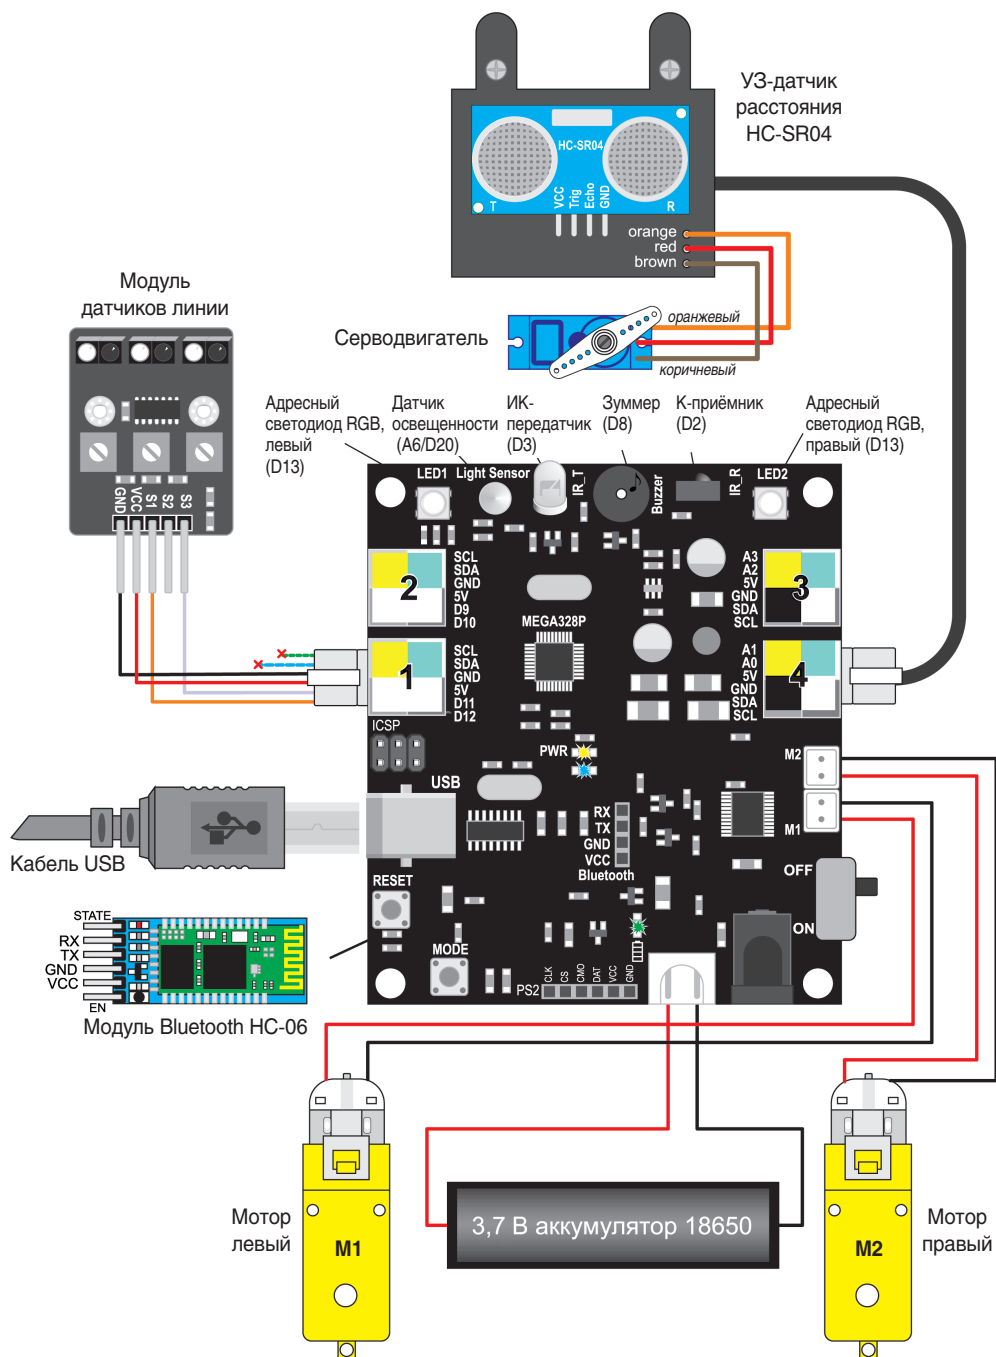 УЗ-датчик
расстояния
HC-SR04
HC-SR04
VCC
Trig
Echo
GND
T
R
orange
red
brown
Модуль
датчиков линии
Серводвигатель
оранжевый
коричневый
GND
VCC
S1
S2
S3
Адресный
светодиод RGB,
левый
(D13)
Датчик
освещенности
(A6/D20)
ИК-
передатчик
(D3)
Зуммер
(D8)
К-приёмник
(D2)
Адресный
светодиод RGB,
правый (D13)
LED1
Light Sensor
IR_T
Buzzer
IR_R
LED2
2
SCL
SDA
GND
5V
D9
D10
A3
A2
5V
GND
SDA
SCL
3
MEGA328P
1
SCL
SDA
GND
5V
D11
D12
A1
A0
5V
GND
SDA
SCL
4
ICSP
PWR
M2
M1
USB
RX
TX
GND
VCC
Bluetooth
OFF
ON
Кабель USB
RESET
MODE
STATE
RX
TX
GND
VCC
EN
Модуль Bluetooth HC-06
PS2
CLK
CS
CMO
DAT
VCC
GND
Мотор
левый
M1
3,7 В аккумулятор 18650
M2
Мотор
правый